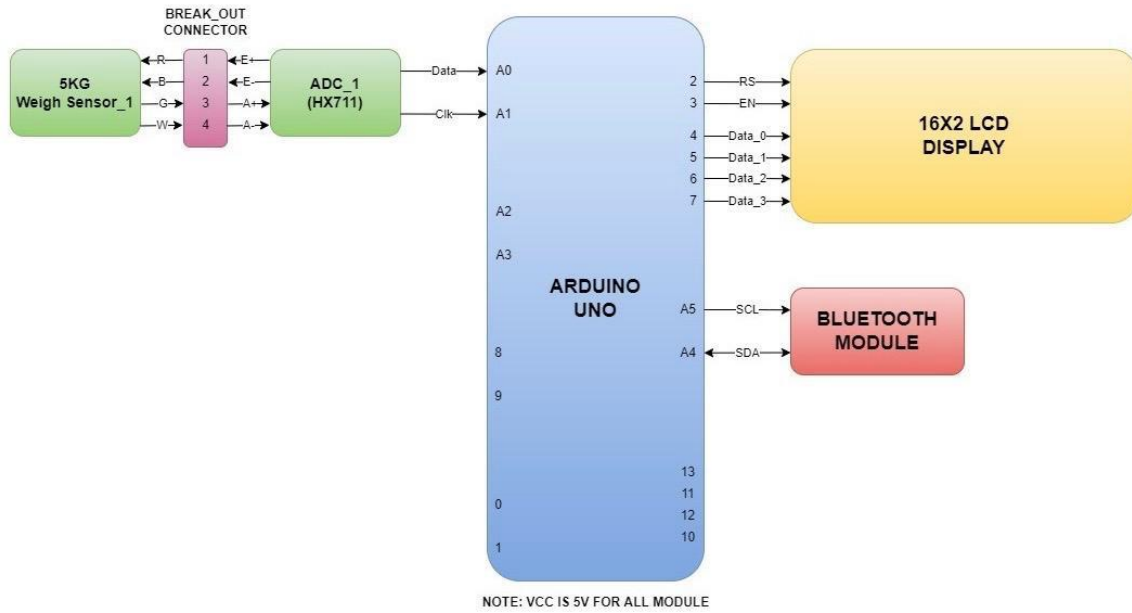 BREAK_OUT
CONNECTOR
5KG
Weigh Sensor_1
R
B
G
W
1
2
3
4
E+
E-
A+
A-
ADC_1
(HX711)
Data
Clk
A0
A1
A2
A3
8
9
0
1
ARDUINO
UNO
2
3
4
5
6
7
A5
A4
13
11
12
10
RS
EN
Data_0
Data_1
Data_2
Data_3
16X2 LCD
DISPLAY
SCL
SDA
BLUETOOTH
MODULE
NOTE: VCC IS 5V FOR ALL MODULE